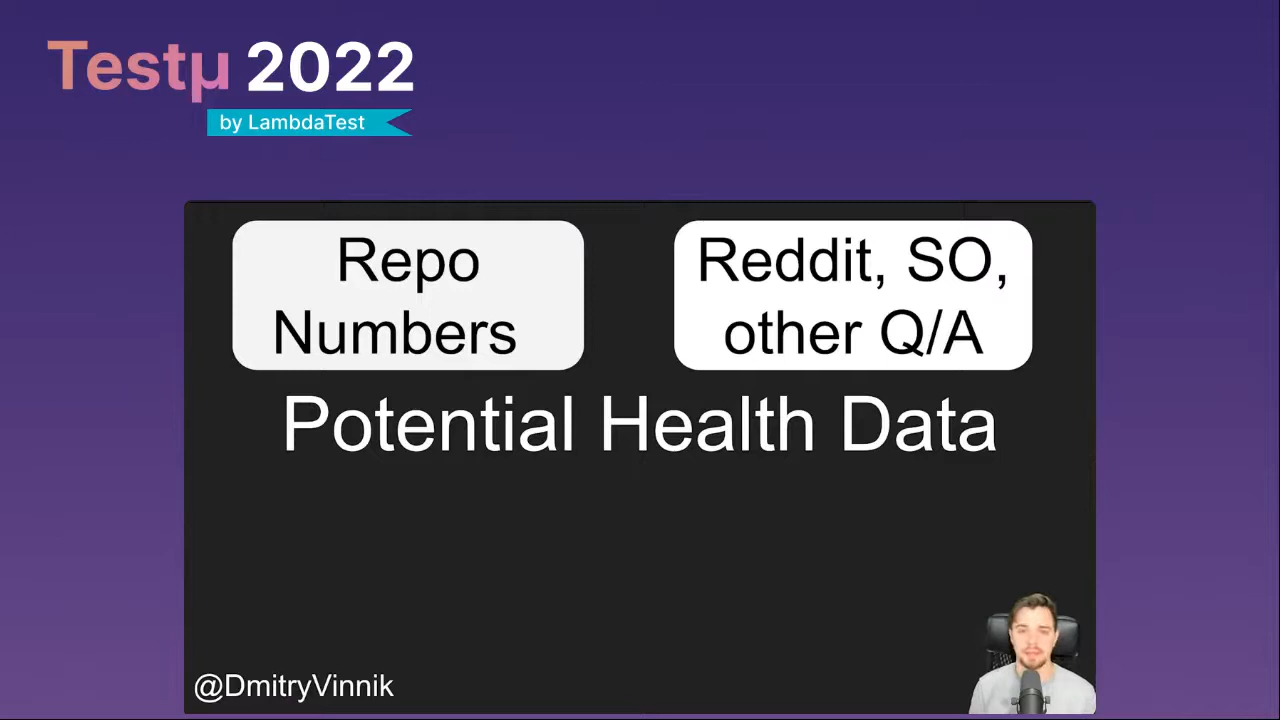 Testμ 2022
by LambdaTest
Repo
Numbers
Reddit, SO,
other Q/A
Potential Health Data
@DmitryVinnik